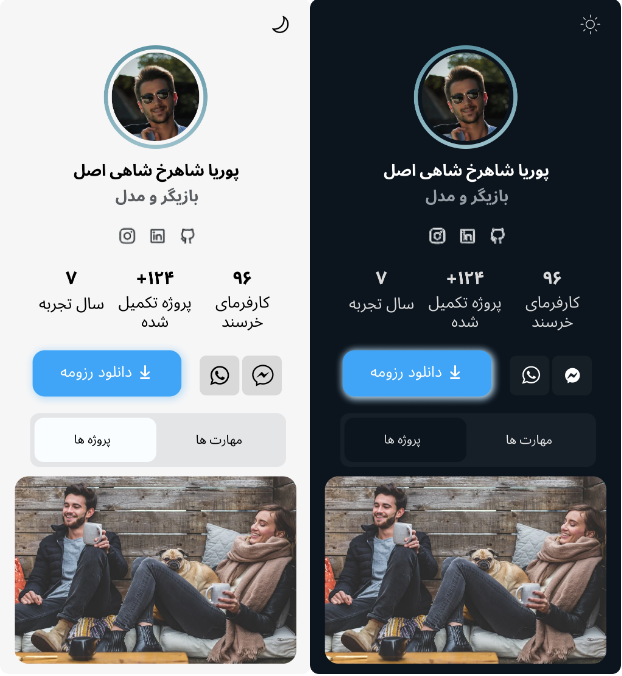 پوریا شاهرخ شاهی اصل
بازیگر و مدل
۹۶
کارفرمای
خرسند
+۱۲۴
پروژه تکمیل
شده
۷
سال تجربه
دانلود رزومه
مهارت ها
پروژه ها
پوریا شاهرخ شاهی اصل
بازیگر و مدل
۹۶
کارفرمای
خرسند
+۱۲۴
پروژه تکمیل
شده
۷
سال تجربه
دانلود رزومه
مهارت ها
پروژه ها